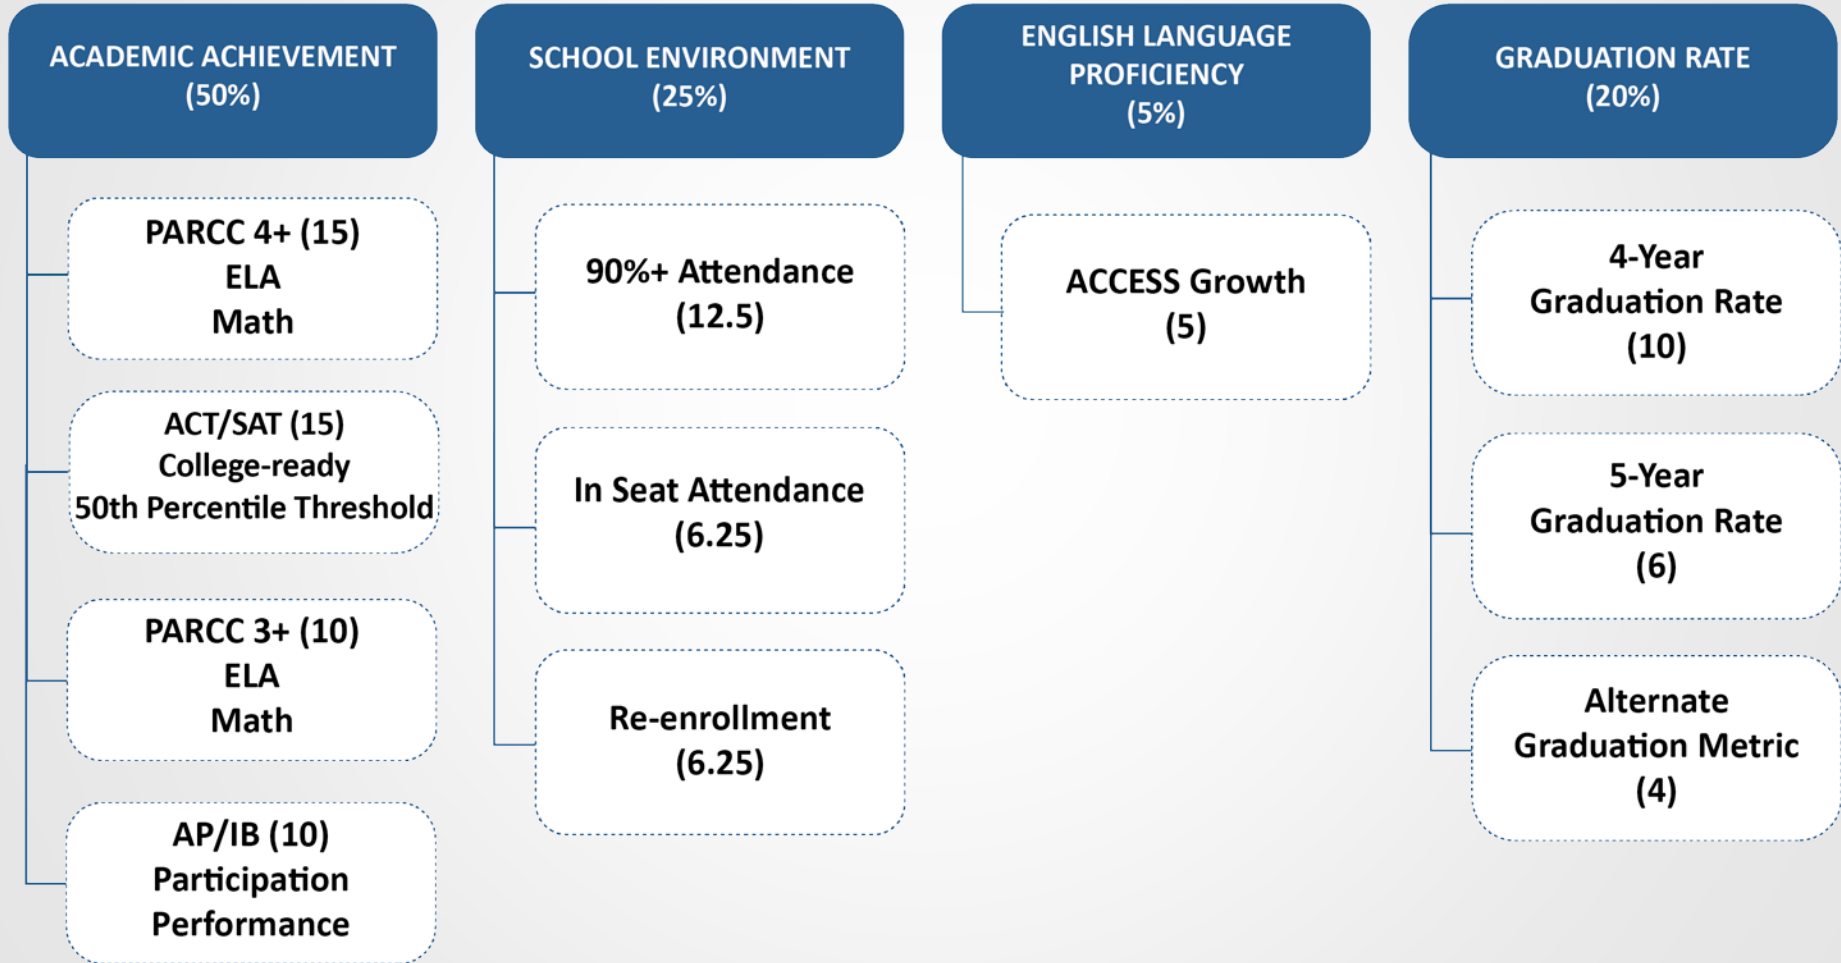 ACADEMIC ACHIEVEMENT
(50%)
PARCC 4+ (15)
ELA
Math
ACT/SAT (15)
College-ready
50th Percentile Threshold
PARCC 3+ (10)
ELA
Math
AP/IB (10)
Participation
Performance
SCHOOL ENVIRONMENT
(25%)
90%+ Attendance
(12.5)
In Seat Attendance
(6.25)
Re-enrollment
(6.25)
ENGLISH LANGUAGE
PROFICIENCY
(5%)
ACCESS Growth
(5)
GRADUATION RATE
(20%)
4-Year
Graduation Rate
(10)
5-Year
Graduation Rate
(6)
Alternate
Graduation Metric
(4)